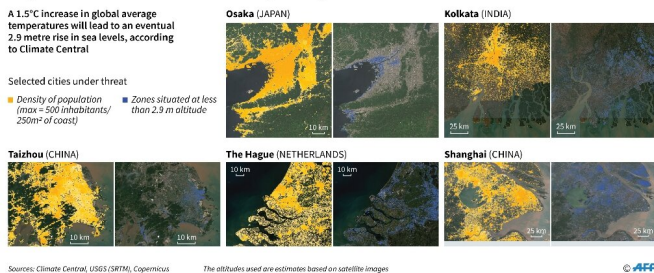 A 1.5°C increase in global average
temperatures will lead to an eventual
2.9 metre rise in sea levels, according
to Climate Central
Selected cities under threat
Density of population
(max = 500 inhabitants/
250m² of coast)
Zones situated at less
than 2.9 m altitude
Osaka (JAPAN)
10 km
Kolkata (INDIA)
25 km
25 km
Taizhou (CHINA)
10 km
10 km
The Hague (NETHERLANDS)
10 km
10 km
Shanghai (CHINA)
25 km
25 km
Sources: Climate Central, USGS (SRTM), Copernicus
The altitudes used are estimates based on satellite images
© AFP